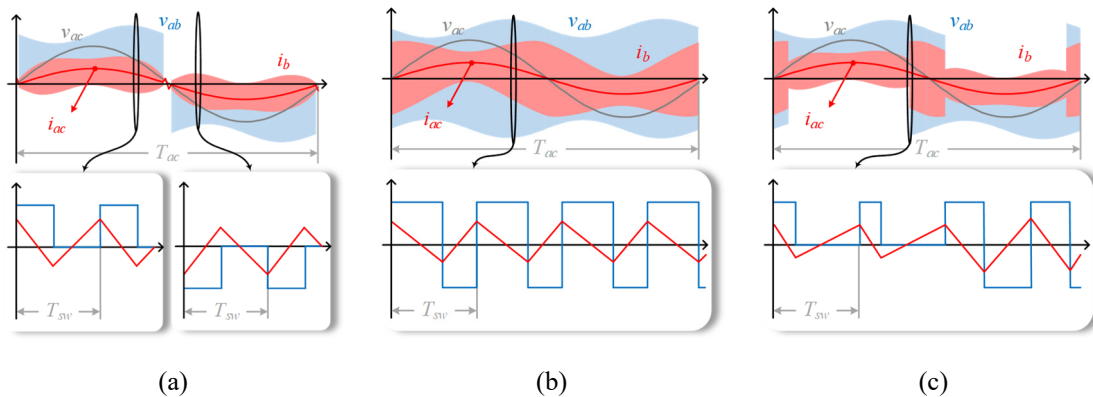 v_ab
v_ac
i_b
i_ac
T_ac
T_sw
T_sw
(a)
v_ab
v_ac
i_b
i_ac
T_ac
T_sw
(b)
v_ab
v_ac
i_b
i_ac
T_ac
T_sw
(c)